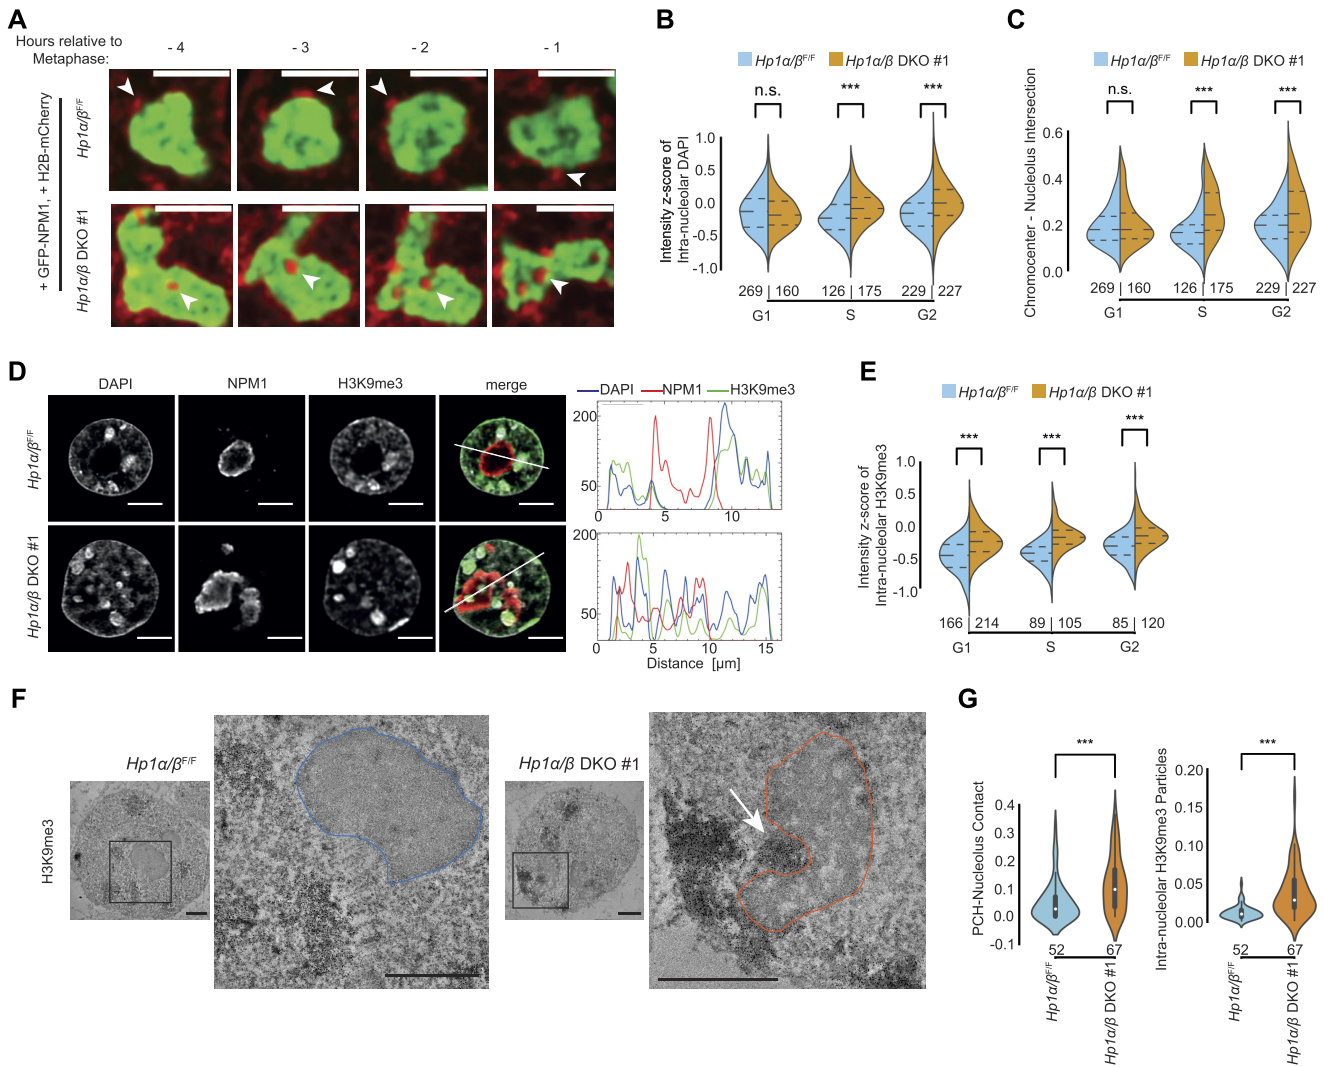 A
Hours relative to
Metaphase:
- 4
- 3
- 2
- 1
+ GFP-NPM1, + H2B-mCherry
Hp1α/βF/F
Hp1α/β DKO #1
B
Hp1α/βF/F
Hp1α/β DKO #1
n.s.
***
***
Intensity z-score of
Intra-nucleolar DAPI
1.0
0.5
0.0
-0.5
-1.0
269 160
126 175
229 227
G1
S
G2
C
Hp1α/βF/F
Hp1α/β DKO #1
n.s.
***
***
Chromocenter - Nucleolus Intersection
0.6
0.4
0.2
0.0
269 160
126 175
229 227
G1
S
G2
D
DAPI
NPM1
H3K9me3
merge
Hp1α/βF/F
Hp1α/β DKO #1
DAPI NPM1 H3K9me3
200
50
0
5
10
200
50
0
5
10
15
Distance [µm]
E
Hp1α/βF/F
Hp1α/β DKO #1
***
***
***
Intensity z-score of
Intra-nucleolar H3K9me3
1.0
0.5
0.0
-0.5
-1.0
166 214
89 105
85 120
G1
S
G2
F
Hp1α/βF/F
Hp1α/β DKO #1
H3K9me3
G
***
PCH-Nucleolus Contact
0.4
0.3
0.2
0.1
0.0
-0.1
52
67
Hp1α/βF/F
Hp1α/β DKO #1
***
Intra-nucleolar H3K9me3 Particles
0.20
0.15
0.10
0.05
0.00
52
67
Hp1α/βF/F
Hp1α/β DKO #1